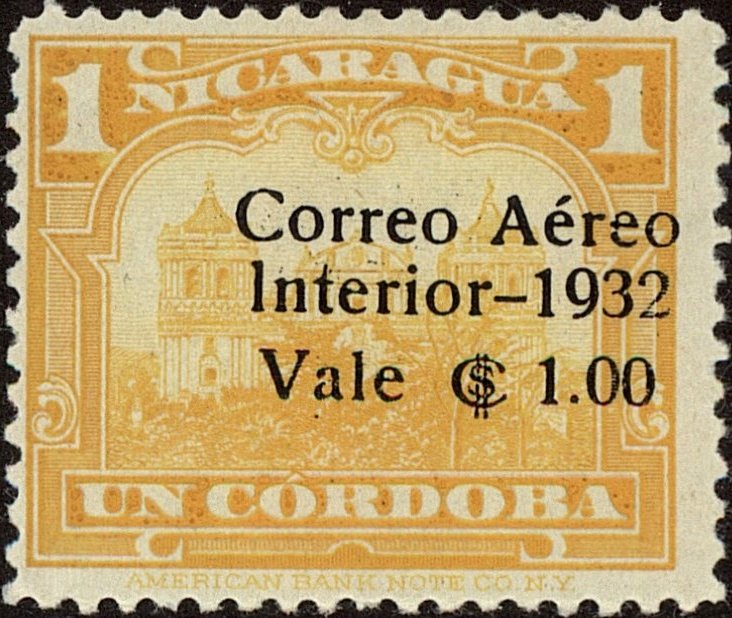 1 NICARAGUA 1
Correo Aéreo
Interior–1932
Vale C$ 1.00
UN CÓRDOBA
AMERICAN BANK NOTE CO. N.Y.